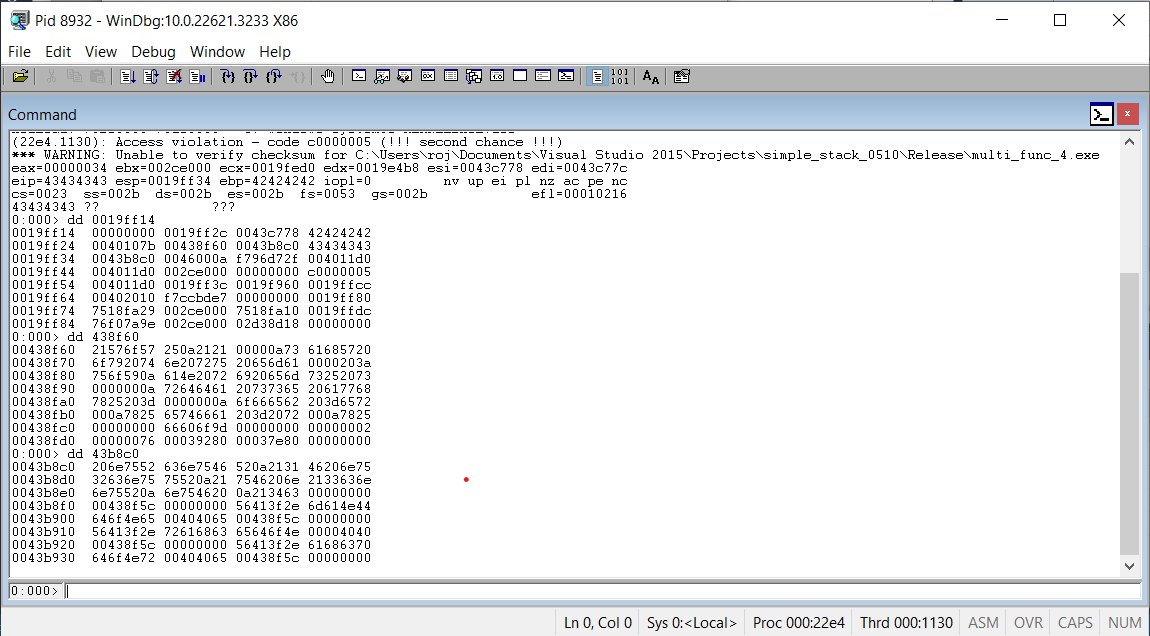 Pid 8932 - WinDbg:10.0.22621.3233 X86
File Edit View Debug Window Help
Command
(22e4.1130): Access violation - code c0000005 (!!! second chance !!!)
*** WARNING: Unable to verify checksum for C:\Users\roj\Documents\Visual Studio 2015\Projects\simple_stack_0510\Release\multi_func_4.exe
eax=00000034 ebx=002ce000 ecx=0019fed0 edx=0019e4b8 esi=0043c778 edi=0043c77c
eip=43434343 esp=0019ff34 ebp=42424242 iopl=0         nv up ei pl nz ac pe nc
cs=0023  ss=002b  ds=002b  es=002b  fs=0053  gs=002b             efl=00010216
43434343 ??              ???
0:000> dd 0019ff14
0019ff14  00000000 0019ff2c 0043c778 42424242
0019ff24  0040107b 00438f60 0043b8c0 43434343
0019ff34  0043b8c0 0046000a f796d72f 004011d0
0019ff44  004011d0 002ce000 00000000 c0000005
0019ff54  004011d0 0019ff3c 0019f960 0019ffcc
0019ff64  00402010 f7ccbde7 00000000 0019ff80
0019ff74  7518fa29 002ce000 7518fa10 0019ffdc
0019ff84  76f07a9e 002ce000 02d38d18 00000000
0:000> dd 438f60
00438f60  21576f57 250a2121 00000a73 61685720
00438f70  6f792074 6e207275 20656d61 0000203a
00438f80  756f590a 614e2072 6920656d 73252073
00438f90  0000000a 72646461 20737365 20617768
00438fa0  7825203d 0000000a 6f666562 203d6572
00438fb0  000a7825 65746661 203d2072 000a7825
00438fc0  00000000 66606f9d 00000000 00000002
00438fd0  00000076 00039280 00037e80 00000000
0:000> dd 43b8c0
0043b8c0  206e7552 636e7546 520a2131 46206e75
0043b8d0  32636e75 75520a21 7546206e 2133636e
0043b8e0  6e75520a 6e754620 0a213463 00000000
0043b8f0  00438f5c 00000000 56413f2e 6d614e44
0043b900  646f4e65 00404065 00438f5c 00000000
0043b910  56413f2e 72616863 65646f4e 00004040
0043b920  00438f5c 00000000 56413f2e 61686370
0043b930  646f4e72 00404065 00438f5c 00000000
0:000>
Ln 0, Col 0 Sys 0:<Local> Proc 000:22e4 Thrd 000:1130 ASM OVR CAPS NUM